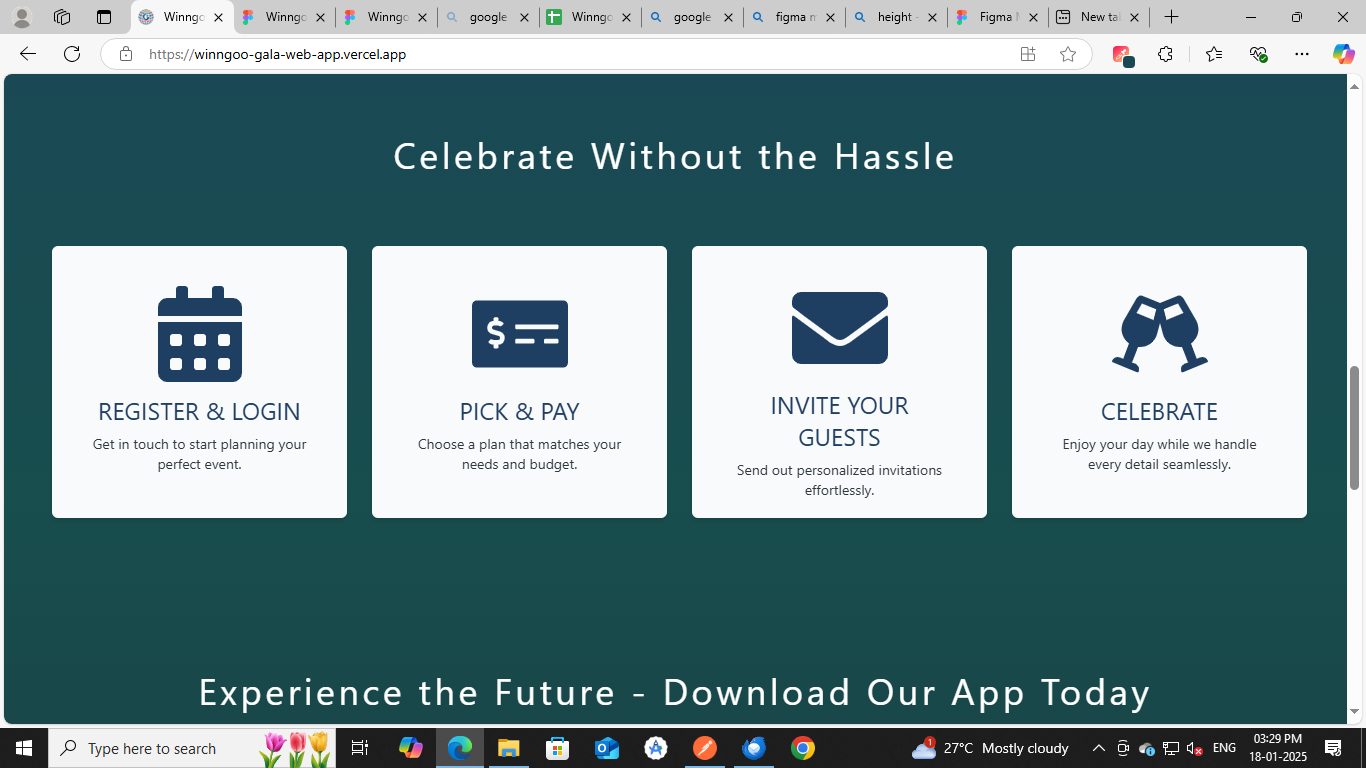 Winngo
Winngo
Winngo
google
Winngo
google
figma m
height -
Figma
New ta
https://winngoo-gala-web-app.vercel.app
Celebrate Without the Hassle
REGISTER & LOGIN
Get in touch to start planning your
perfect event.
$
PICK & PAY
Choose a plan that matches your
needs and budget.
INVITE YOUR
GUESTS
Send out personalized invitations
effortlessly.
CELEBRATE
Enjoy your day while we handle
every detail seamlessly.
Experience the Future - Download Our App Today
Type here to search
1
27°C Mostly cloudy
ENG
03:29 PM
18-01-2025